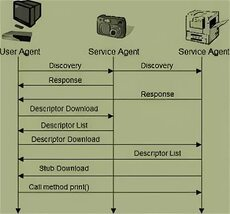 User Agent Service Agent Service Agent
Discovery Discovery
Response
Response
Descriptor Download
Descriptor List
Descriptor Download
Descriptor List
Stub Download
Call method print()